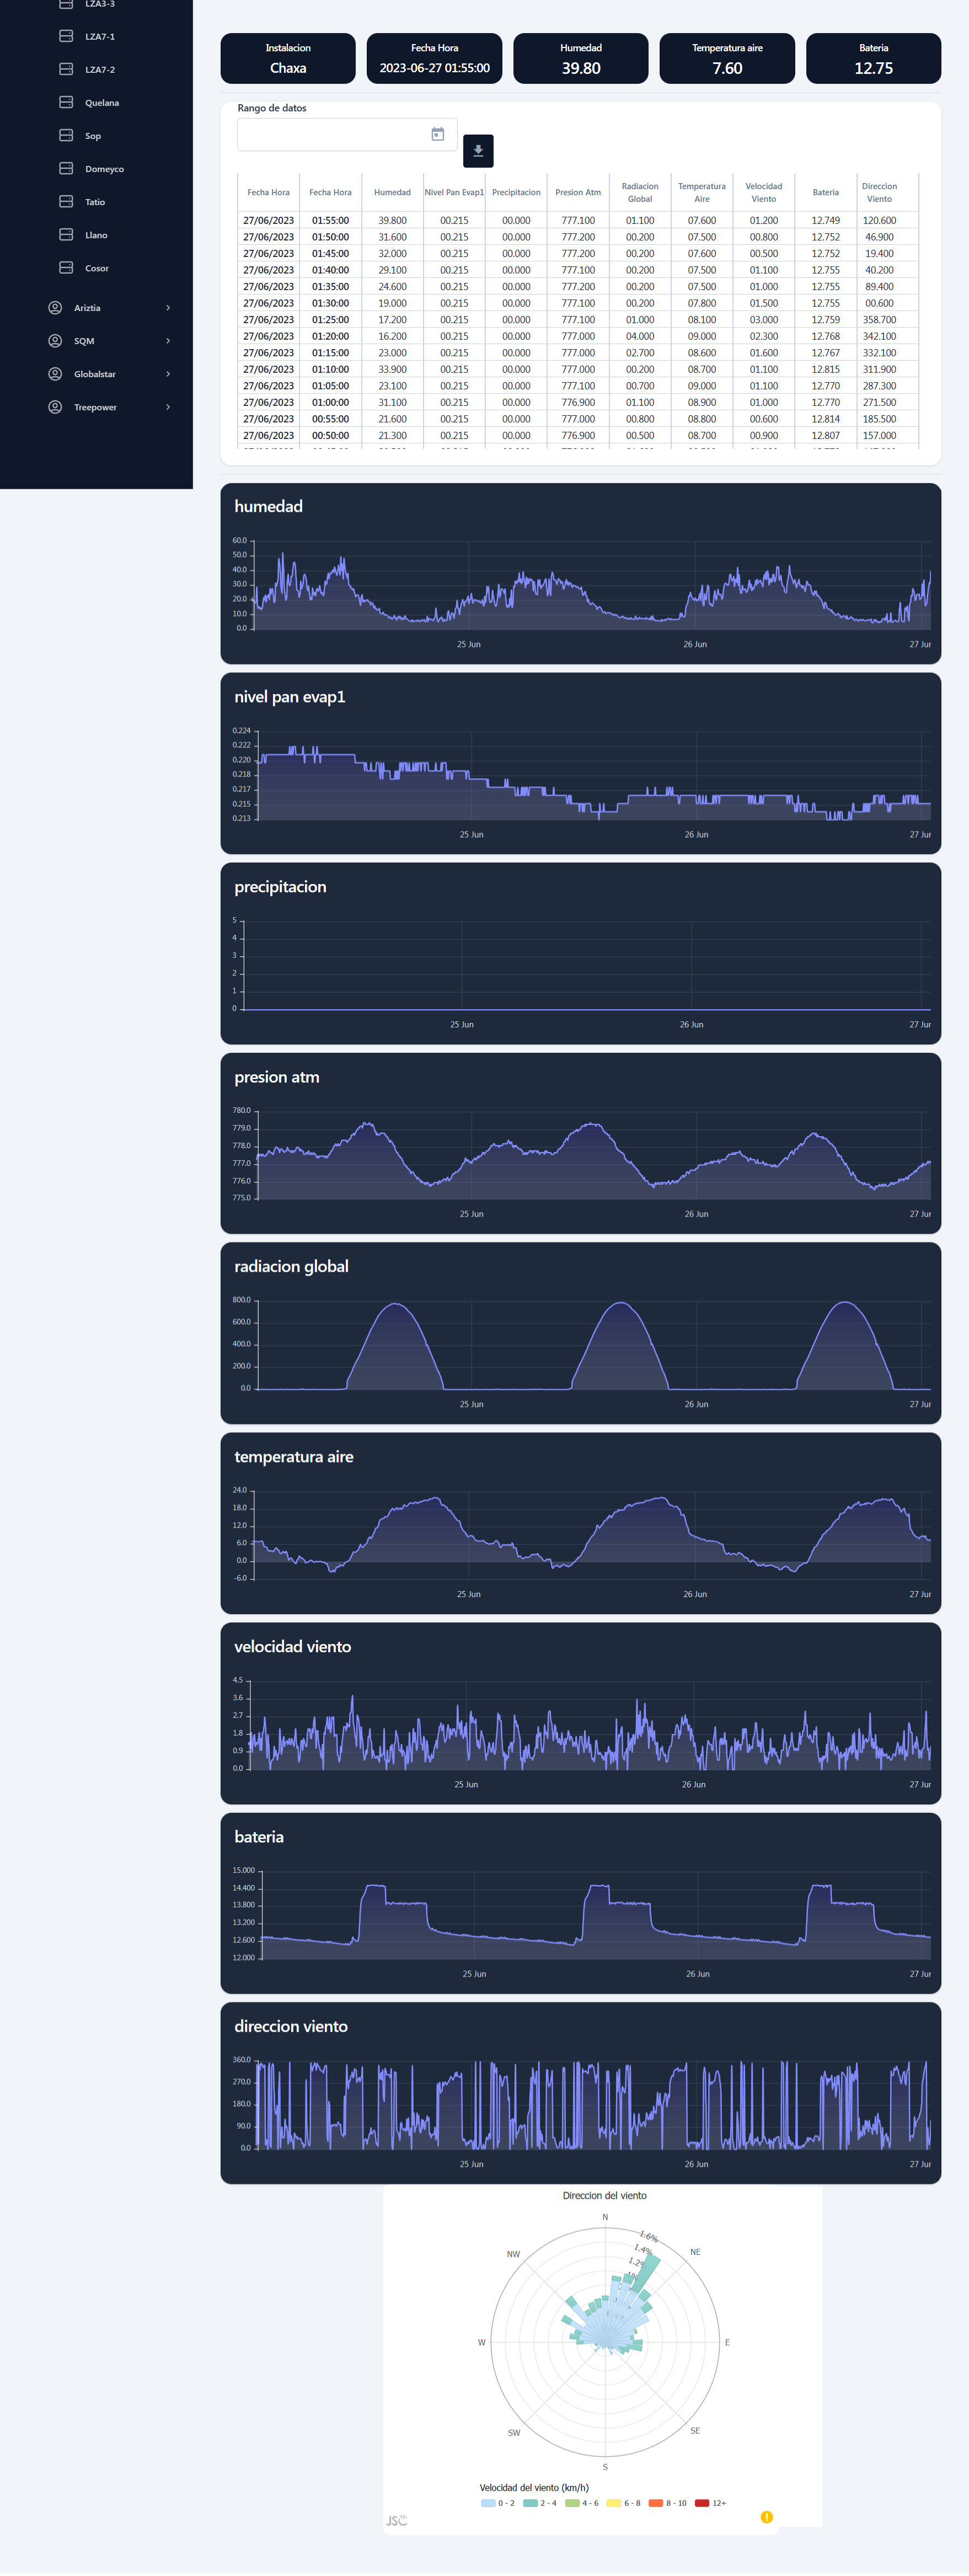 LZA3-3
LZA7-1
LZA7-2
Quelana
Sop
Domeyco
Tatio
Llano
Cosor
Ariztia
SQM
Globalstar
Treepower
Instalacion
Chaxa
Fecha Hora
2023-06-27 01:55:00
Humedad
39.80
Temperatura aire
7.60
Bateria
12.75
Rango de datos
Fecha Hora Fecha Hora Humedad Nivel Pan Evap1 Precipitacion Presion Atm Radiacion Global Temperatura Aire Velocidad Viento Bateria Direccion Viento
27/06/2023 01:55:00 39.800 00.215 00.000 777.100 01.100 07.600 01.200 12.749 120.600
27/06/2023 01:50:00 31.600 00.215 00.000 777.200 00.200 07.500 00.800 12.752 46.900
27/06/2023 01:45:00 32.000 00.215 00.000 777.200 00.200 07.600 00.500 12.752 19.400
27/06/2023 01:40:00 29.100 00.215 00.000 777.100 00.200 07.500 01.100 12.755 40.200
27/06/2023 01:35:00 24.600 00.215 00.000 777.200 00.200 07.500 01.000 12.755 89.400
27/06/2023 01:30:00 19.000 00.215 00.000 777.100 00.200 07.800 01.500 12.755 00.600
27/06/2023 01:25:00 17.200 00.215 00.000 777.100 01.000 08.100 03.000 12.759 358.700
27/06/2023 01:20:00 16.200 00.215 00.000 777.000 04.000 09.000 02.300 12.768 342.100
27/06/2023 01:15:00 23.000 00.215 00.000 777.000 02.700 08.600 01.600 12.767 332.100
27/06/2023 01:10:00 33.900 00.215 00.000 777.000 00.200 08.700 01.100 12.815 311.900
27/06/2023 01:05:00 23.100 00.215 00.000 777.100 00.700 09.000 01.100 12.770 287.300
27/06/2023 01:00:00 31.100 00.215 00.000 776.900 01.100 08.900 01.000 12.770 271.500
27/06/2023 00:55:00 21.600 00.215 00.000 777.000 00.800 08.800 00.600 12.814 185.500
27/06/2023 00:50:00 21.300 00.215 00.000 776.900 00.500 08.700 00.900 12.807 157.000
humedad
60.0
50.0
40.0
30.0
20.0
10.0
0.0
25 Jun 26 Jun 27 Jur
nivel pan evap1
0.224
0.222
0.220
0.218
0.217
0.215
0.213
25 Jun 26 Jun 27 Jur
precipitacion
5
4
3
2
1
0
25 Jun 26 Jun 27 Jur
presion atm
780.0
779.0
778.0
777.0
776.0
775.0
25 Jun 26 Jun 27 Jur
radiacion global
800.0
600.0
400.0
200.0
0.0
25 Jun 26 Jun 27 Jur
temperatura aire
24.0
18.0
12.0
6.0
0.0
-6.0
25 Jun 26 Jun 27 Jur
velocidad viento
4.5
3.6
2.7
1.8
0.9
0.0
25 Jun 26 Jun 27 Jur
bateria
15.000
14.400
13.800
13.200
12.600
12.000
25 Jun 26 Jun 27 Jur
direccion viento
360.0
270.0
180.0
90.0
0.0
25 Jun 26 Jun 27 Jur
Direccion del viento
N
NE
E
SE
S
SW
W
NW
1.6%
1.4%
1.2%
1%
Velocidad del viento (km/h)
0 - 2 2 - 4 4 - 6 6 - 8 8 - 10 12+
JSC